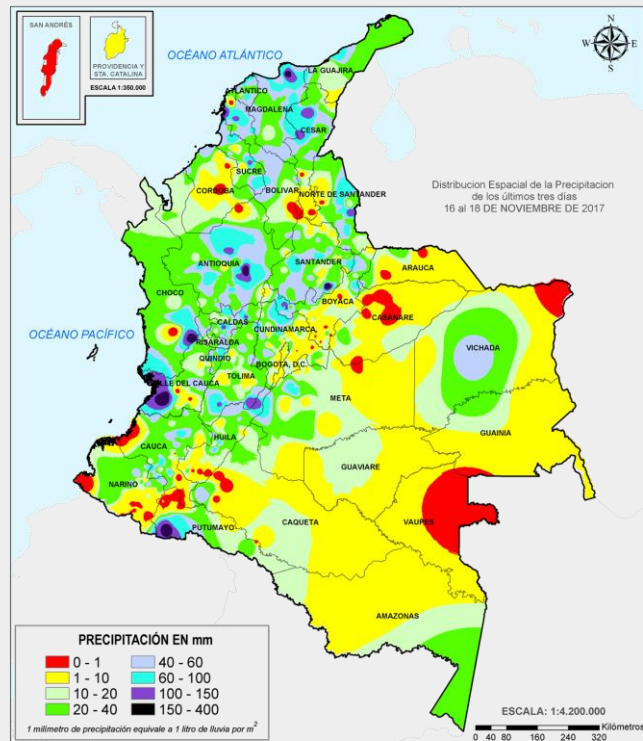 SAN ANDRÉS
PROVIDENCIA Y
STA. CATALINA
ESCALA 1:350.000
OCÉANO ATLÁNTICO
N
W
E
S
LA GUAJIRA
ATLANTICO
MAGDALENA
CESAR
SUCRE
CORDOBA
BOLIVAR
NORTE DE SANTANDER
Distribucion Espacial de la Precipitacion
de los últimos tres días
16 al 18 DE NOVIEMBRE DE 2017
ANTIOQUIA
SANTANDER
ARAUCA
CHOCO
BOYACA
CASANARE
OCÉANO PACÍFICO
CALDAS
CUNDINAMARCA
RISARALDA
VICHADA
QUINDIO
BOGOTA, D.C.
TOLIMA
VALLE DEL CAUCA
META
GUAINIA
HUILA
CAUCA
GUAVIARE
NARIÑO
CAQUETA
VAUPES
PUTUMAYO
AMAZONAS
PRECIPITACIÓN EN mm
0 - 1
40 - 60
1 - 10
60 - 100
10 - 20
100 - 150
20 - 40
150 - 400
1 milimetro de precipitación equivale a 1 litro de lluvia por m²
ESCALA: 1:4.200.000
Kilómetros
0 40 80 160 240 320